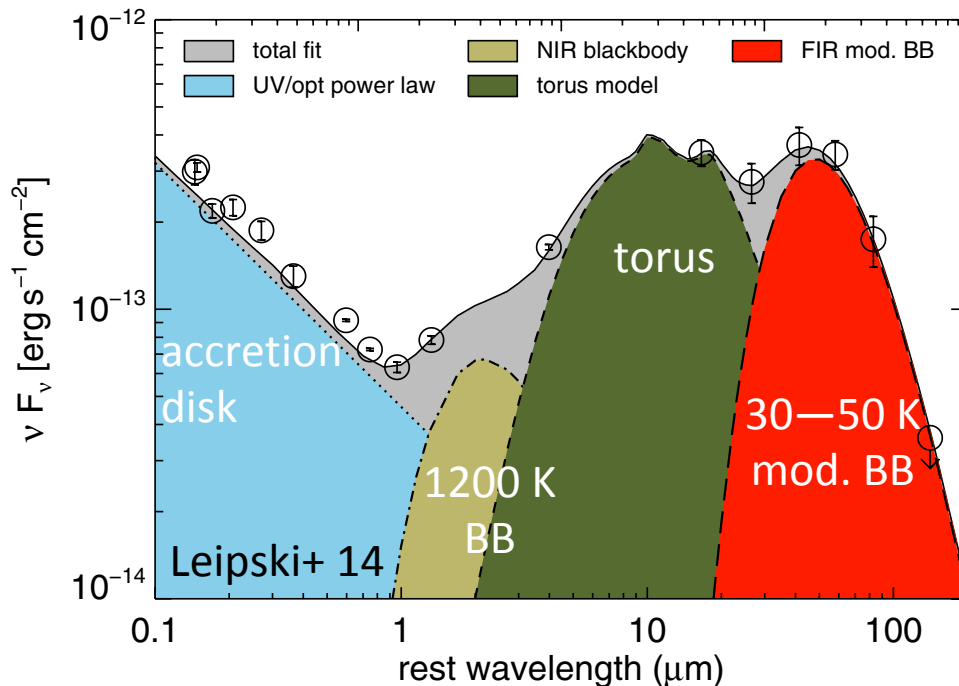 10⁻¹²
total fit
NIR blackbody
FIR mod. BB
UV/opt power law
torus model
ν Fν [erg s⁻¹ cm⁻²]
10⁻¹³
torus
accretion
disk
30—50 K
mod. BB
1200 K
BB
Leipski+ 14
10⁻¹⁴
0.1
1
10
100
rest wavelength (μm)